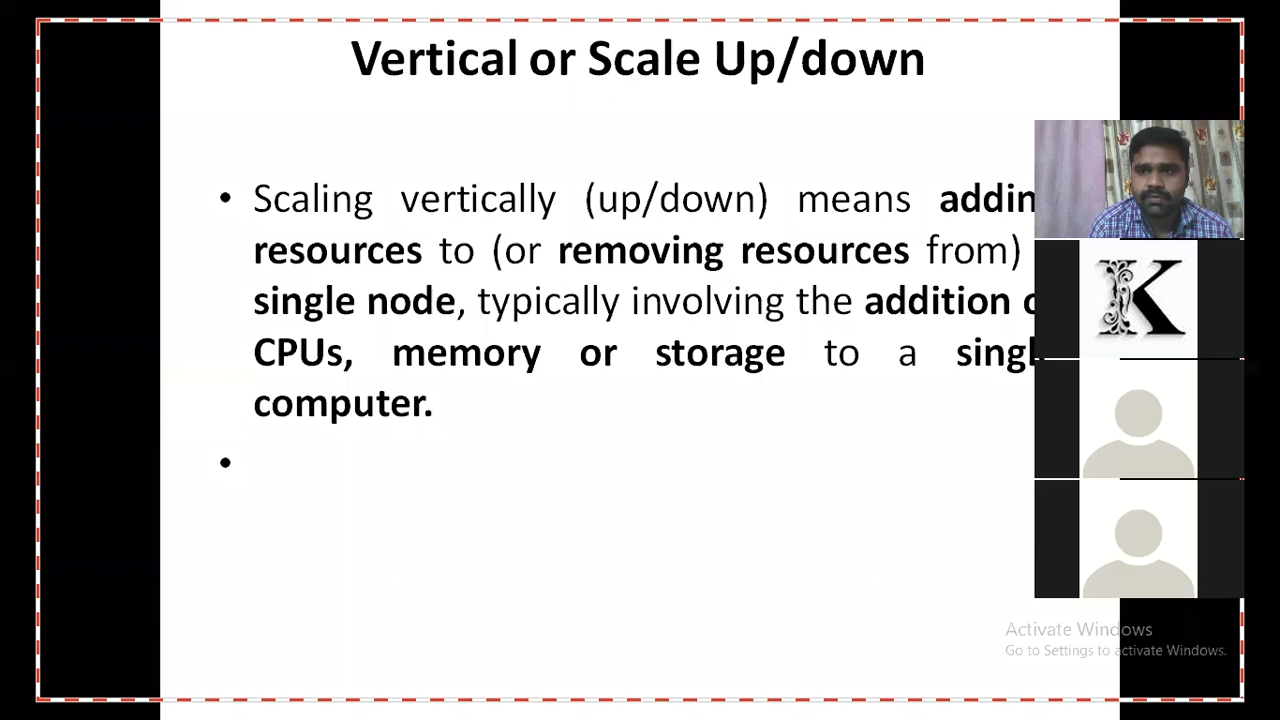 Vertical or Scale Up/down
• Scaling vertically (up/down) means addin
resources to (or removing resources from)
single node, typically involving the addition
CPUs, memory or storage to a singl
computer.
•
K
Activate Windows
Go to Settings to activate Windows.